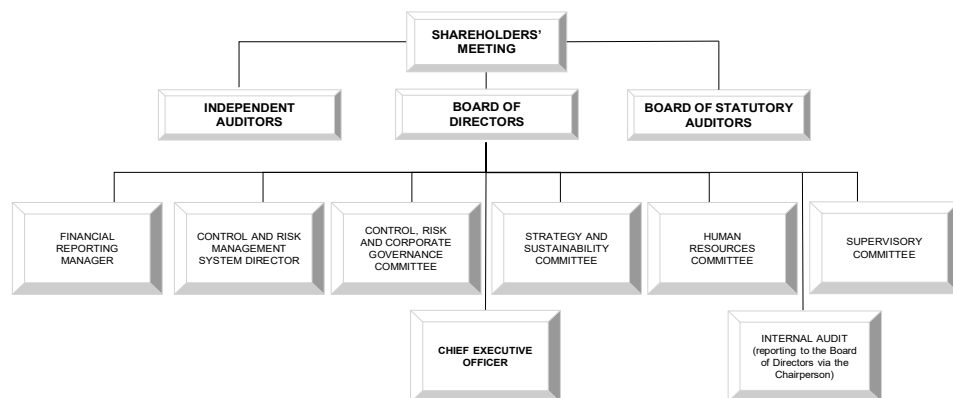 SHAREHOLDERS'
MEETING
INDEPENDENT
AUDITORS
BOARD OF
DIRECTORS
BOARD OF STATUTORY
AUDITORS
FINANCIAL
REPORTING
MANAGER
CONTROL AND RISK
MANAGEMENT
SYSTEM DIRECTOR
CONTROL, RISK
AND CORPORATE
GOVERNANCE
COMMITTEE
STRATEGY AND
SUSTAINABILITY
COMMITTEE
HUMAN
RESOURCES
COMMITTEE
SUPERVISORY
COMMITTEE
CHIEF EXECUTIVE
OFFICER
INTERNAL AUDIT
(reporting to the Board
of Directors via the
Chairperson)